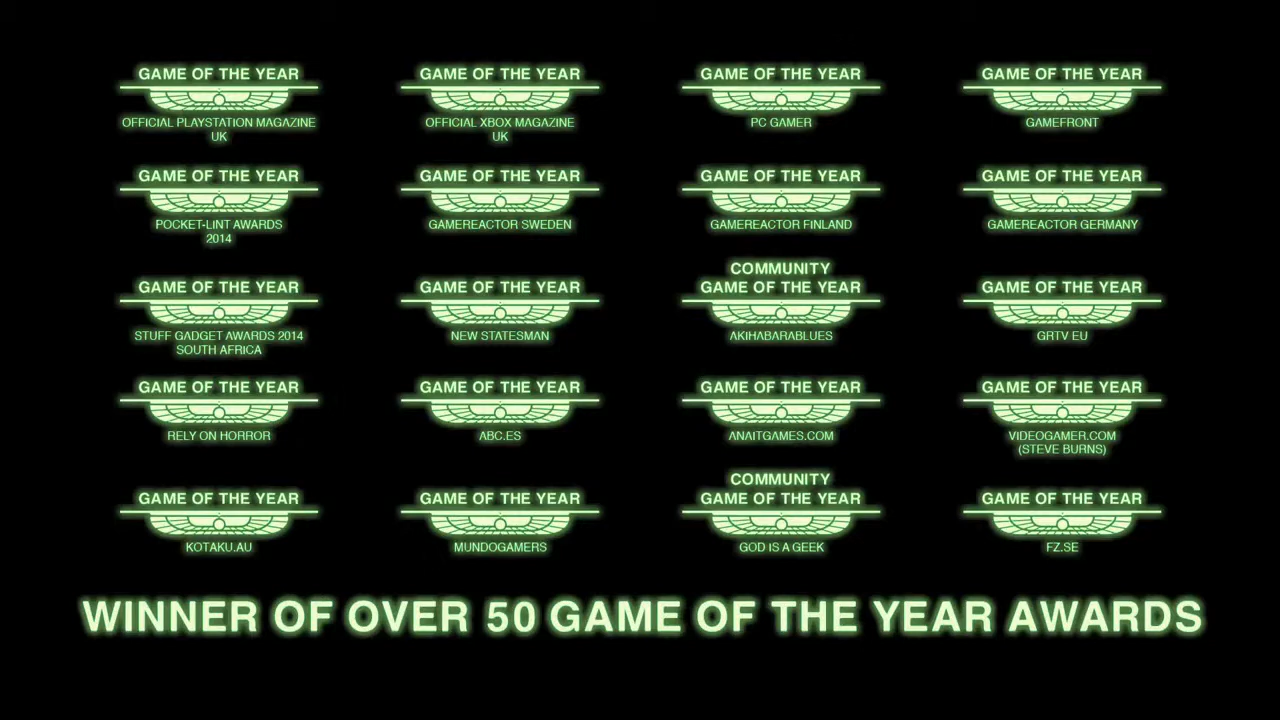 GAME OF THE YEAR
OFFICIAL PLAYSTATION MAGAZINE
UK
GAME OF THE YEAR
OFFICIAL XBOX MAGAZINE
UK
GAME OF THE YEAR
PC GAMER
GAME OF THE YEAR
GAMEFRONT
GAME OF THE YEAR
POCKET-LINT AWARDS
2014
GAME OF THE YEAR
GAMEREACTOR SWEDEN
GAME OF THE YEAR
GAMEREACTOR FINLAND
GAME OF THE YEAR
GAMEREACTOR GERMANY
GAME OF THE YEAR
STUFF GADGET AWARDS 2014
SOUTH AFRICA
GAME OF THE YEAR
NEW STATESMAN
COMMUNITY
GAME OF THE YEAR
AKIHABARABLUES
GAME OF THE YEAR
GRTV EU
GAME OF THE YEAR
RELY ON HORROR
GAME OF THE YEAR
ABC.ES
GAME OF THE YEAR
ANAITGAMES.COM
GAME OF THE YEAR
VIDEOGAMER.COM
(STEVE BURNS)
GAME OF THE YEAR
KOTAKU.AU
GAME OF THE YEAR
MUNDOGAMERS
COMMUNITY
GAME OF THE YEAR
GOD IS A GEEK
GAME OF THE YEAR
FZ.SE
WINNER OF OVER 50 GAME OF THE YEAR AWARDS